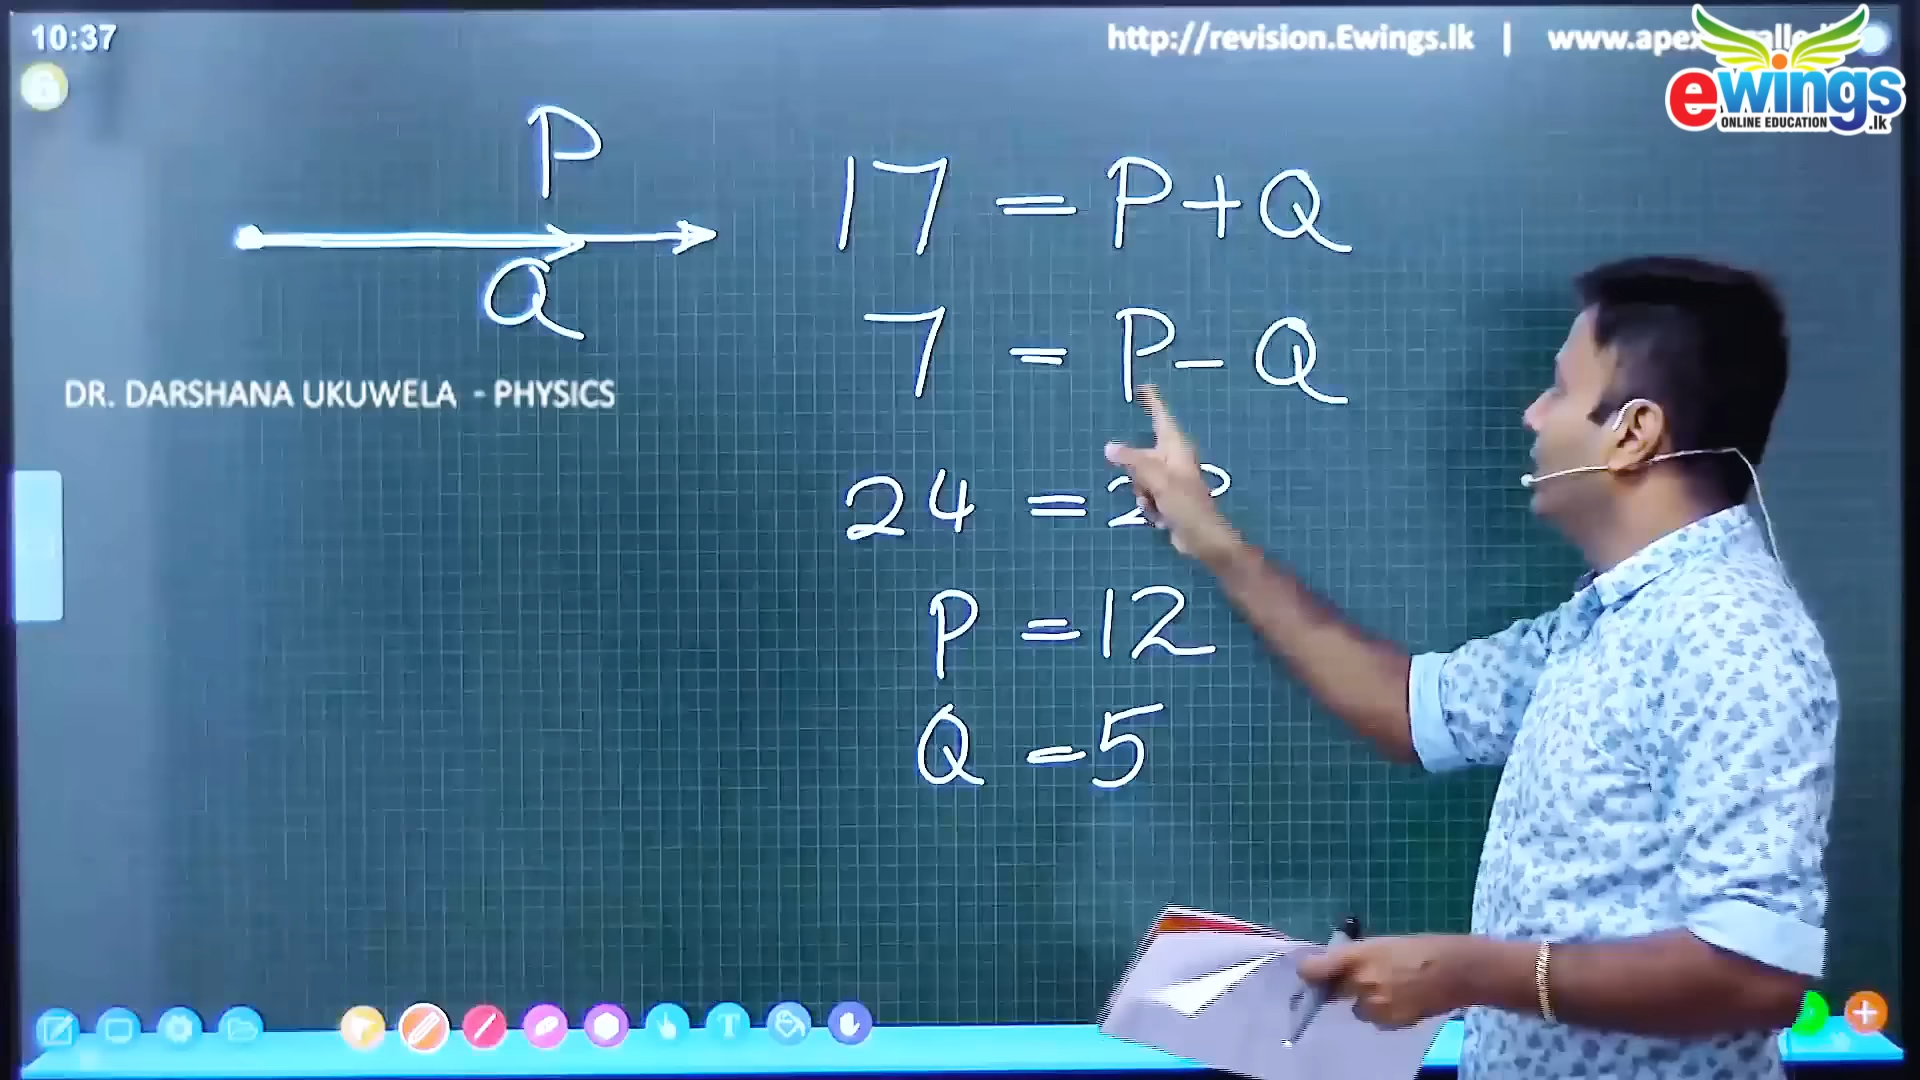 10:37
http://revision.Ewings.lk |
ewings
ONLINE EDUCATION .lk
6
P
Q
17 = P+Q
7 = P-Q
DR. DARSHANA UKUWELA - PHYSICS
24 =
P = 12
Q = 5
T